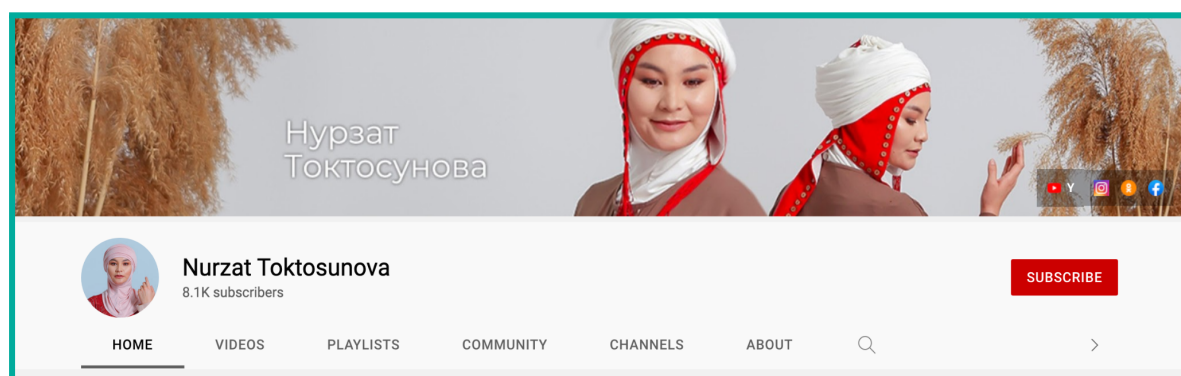 Нурзат
Токтосунова
Y
Nurzat Toktosunova
8.1K subscribers
SUBSCRIBE
HOME VIDEOS PLAYLISTS COMMUNITY CHANNELS ABOUT